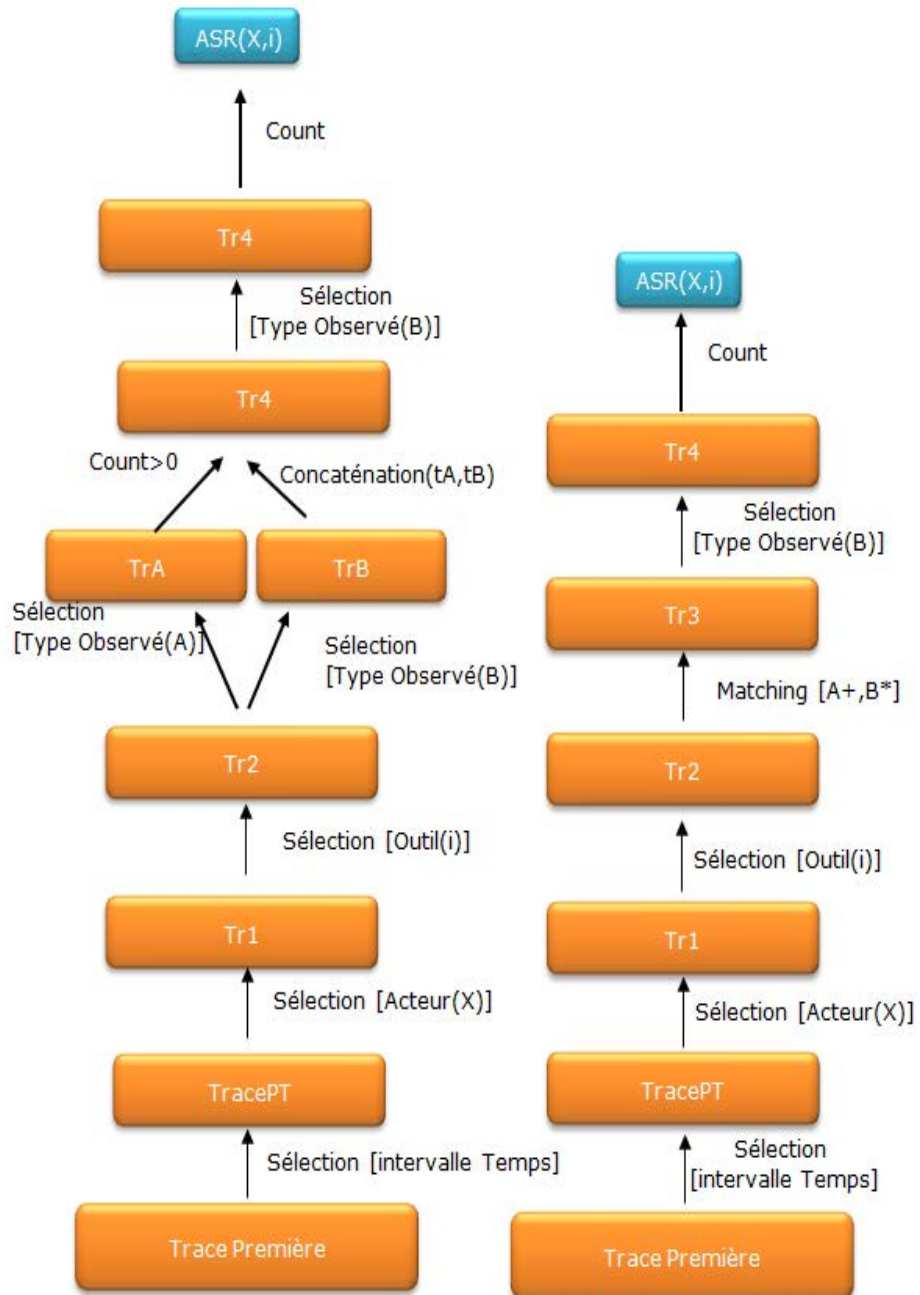 ASR(X,i)
Count
Tr4
Sélection
[Type Observé(B)]
Tr4
Count>0
Concaténation(tA,tB)
TrA
TrB
Sélection
[Type Observé(A)]
Sélection
[Type Observé(B)]
Tr2
Sélection [Outil(i)]
Tr1
Sélection [Acteur(X)]
TracePT
Sélection [intervalle Temps]
Trace Première
ASR(X,i)
Count
Tr4
Sélection
[Type Observé(B)]
Tr3
Matching [A+,B*]
Tr2
Sélection [Outil(i)]
Tr1
Sélection [Acteur(X)]
TracePT
Sélection
[intervalle Temps]
Trace Première